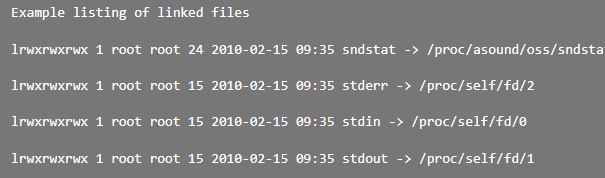 Example listing of linked files
lrwxrwxrwx 1 root root 24 2010-02-15 09:35 sndstat -> /proc/asound/oss/sndsta
lrwxrwxrwx 1 root root 15 2010-02-15 09:35 stderr -> /proc/self/fd/2
lrwxrwxrwx 1 root root 15 2010-02-15 09:35 stdin -> /proc/self/fd/0
lrwxrwxrwx 1 root root 15 2010-02-15 09:35 stdout -> /proc/self/fd/1